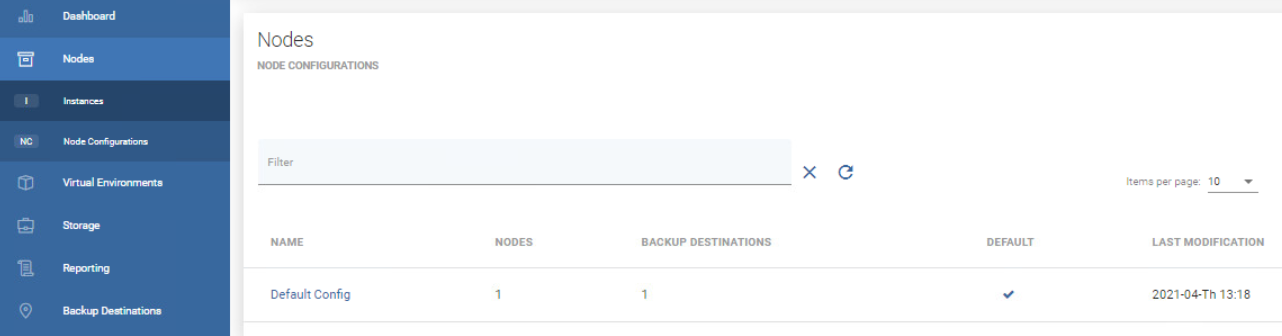 Dashboard
Nodes
I Instances
NC Node Configurations
Virtual Environments
Storage
Reporting
Backup Destinations
Nodes
NODE CONFIGURATIONS
Filter
Items per page: 10
NAME NODES BACKUP DESTINATIONS DEFAULT LAST MODIFICATION
Default Config 1 1 2021-04-Th 13:18